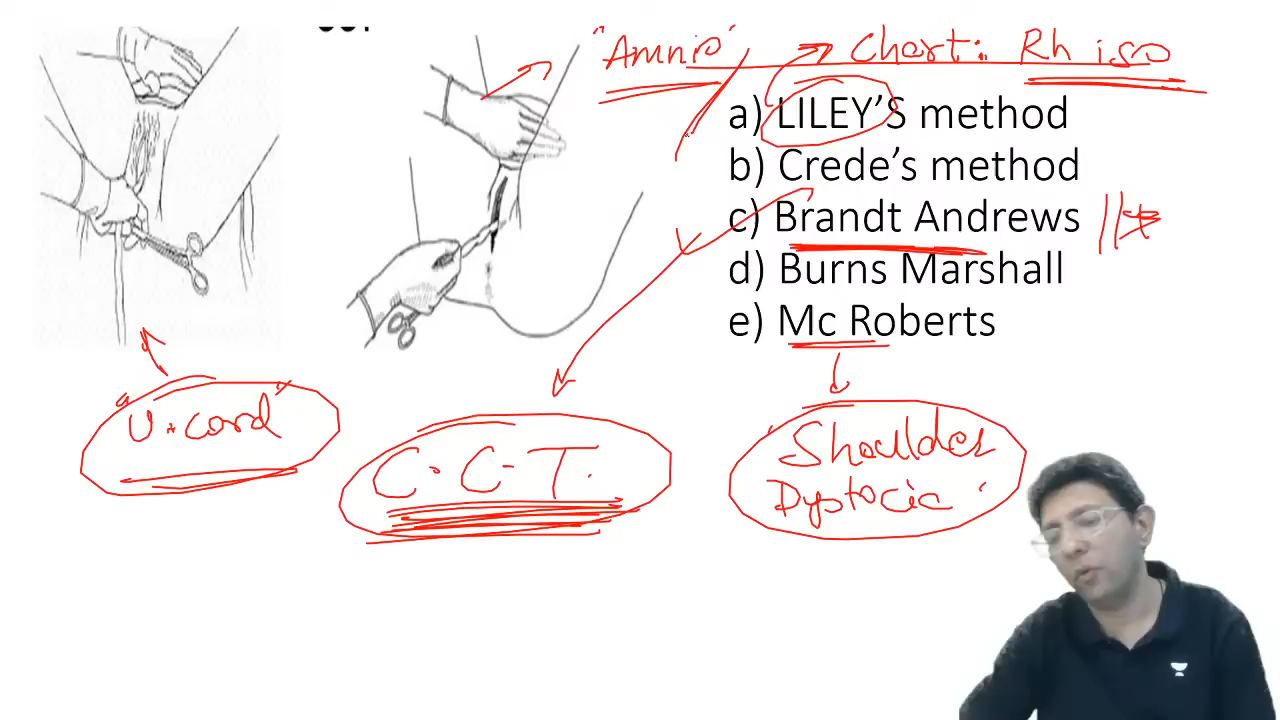 "Amnio" Chart: Rh iso
a) LILEY'S method
b) Crede's method
c) Brandt Andrews
d) Burns Marshall
e) Mc Roberts
"U.cord"
C.C.T.
Shoulder
Dystocia